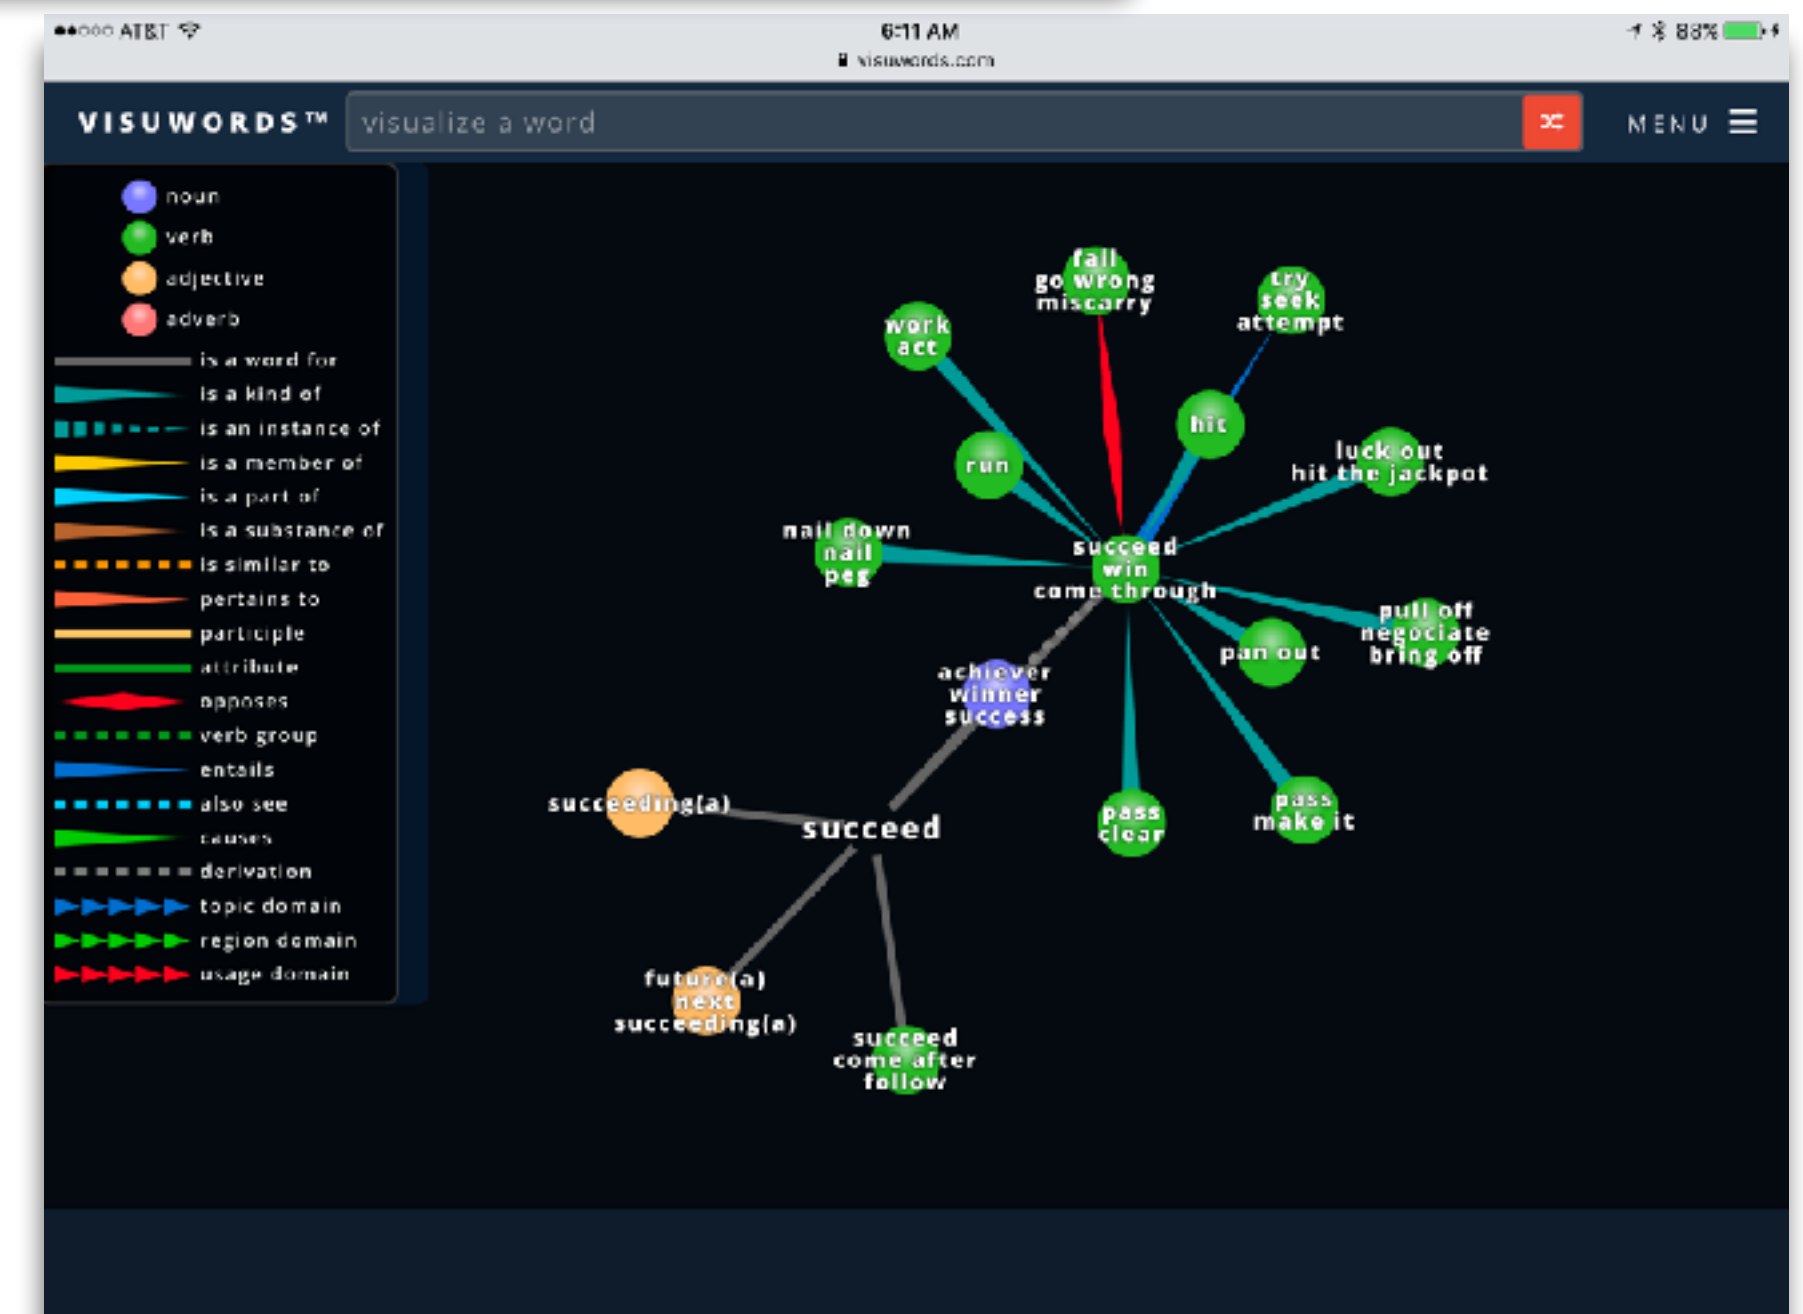 AT&T
6:11 AM
88%
visuwords.com
VISUWORDS™
visualize a word
MENU
noun
verb
adjective
adverb
is a word for
is a kind of
is an instance of
is a member of
is a part of
is a substance of
is similar to
pertains to
participle
attribute
opposes
verb group
entails
also see
causes
derivation
topic domain
region domain
usage domain
fall
go wrong
miscarry
try
seek
attempt
work
act
hit
run
luck out
hit the jackpot
nail down
nail
peg
succeed
win
come through
pull off
negociate
bring off
pan out
achiever
winner
success
pass
clear
pass
make it
succeeding(a)
succeed
future(a)
next
succeeding(a)
succeed
come after
follow